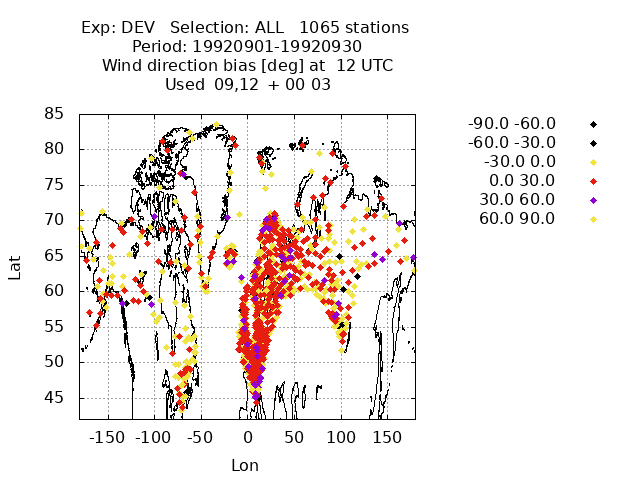 Exp: DEV Selection: ALL 1065 stations
Period: 19920901-19920930
Wind direction bias [deg] at 12 UTC
Used 09,12 + 00 03
85
80
75
70
65
60
55
50
45
Lat
-150 -100 -50 0 50 100 150
Lon
-90.0 -60.0
-60.0 -30.0
-30.0 0.0
0.0 30.0
30.0 60.0
60.0 90.0